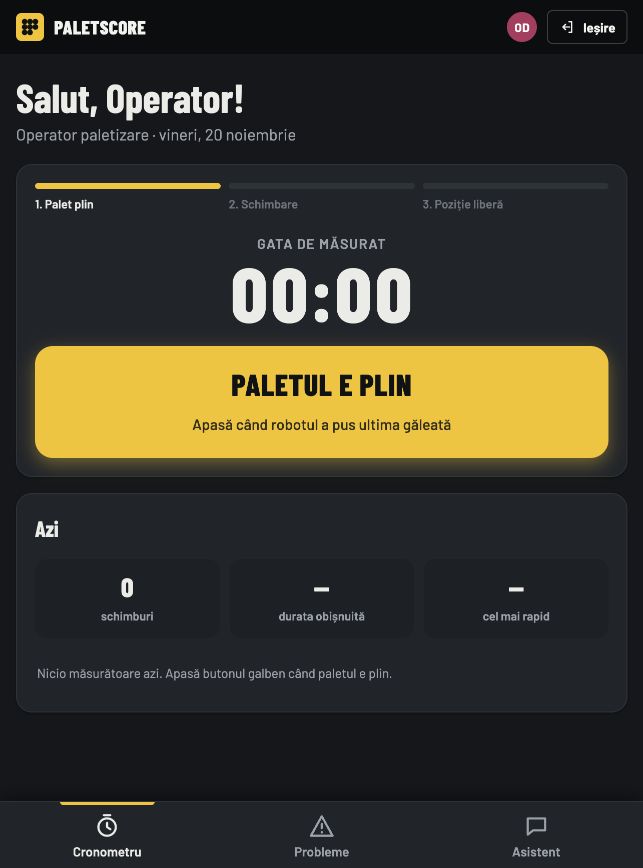 PALETSCORE
OD
Ieșire
Salut, Operator!
Operator paletizare · vineri, 20 noiembrie
1. Palet plin
2. Schimbare
3. Poziție liberă
GATA DE MĂSURAT
00:00
PALETUL E PLIN
Apasă când robotul a pus ultima găleată
Azi
0
schimburi
–
durata obișnuită
–
cel mai rapid
Nicio măsurătoare azi. Apasă butonul galben când paletul e plin.
Cronometru
Probleme
Asistent